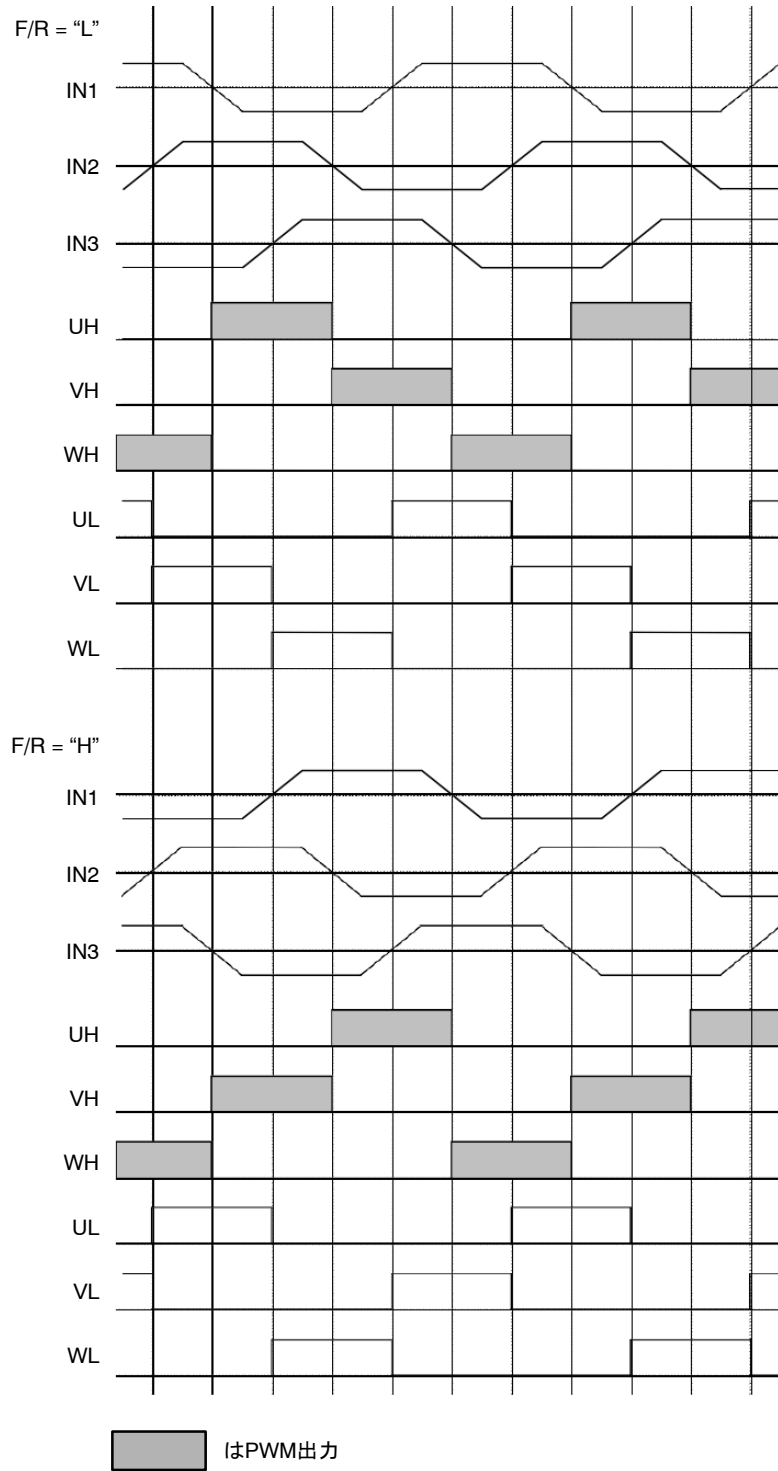 F/R = “L”
IN1
IN2
IN3
UH
VH
WH
UL
VL
WL
F/R = “H”
IN1
IN2
IN3
UH
VH
WH
UL
VL
WL
はPWM出力